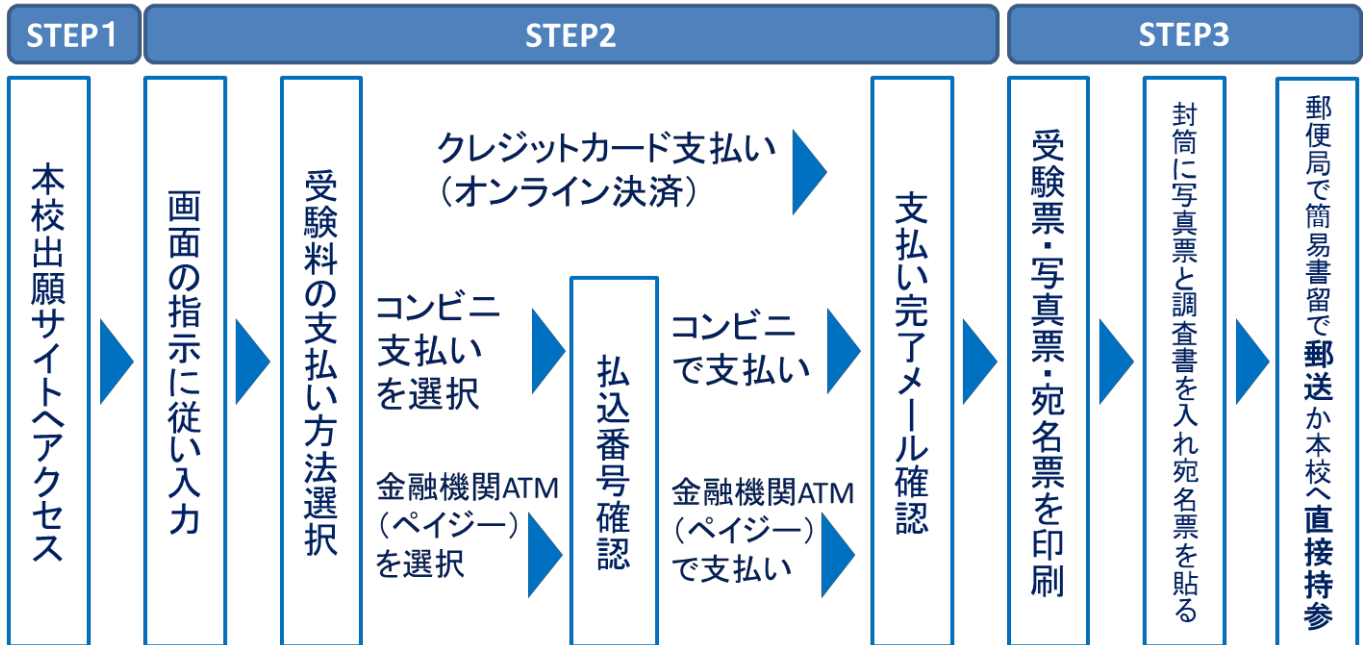 STEP1
STEP2
STEP3
本校出願サイトへアクセス
画面の指示に従い入力
受験料の支払い方法選択
クレジットカード支払い
（オンライン決済）
コンビニ
支払い
を選択
金融機関ATM
（ペイジー）
を選択
払込番号確認
コンビニ
で支払い
金融機関ATM
（ペイジー）
で支払い
支払い完了メール確認
受験票・写真票・宛名票を印刷
封筒に写真票と調査書を入れ宛名票を貼る
郵便局で簡易書留で郵送か本校へ直接持参